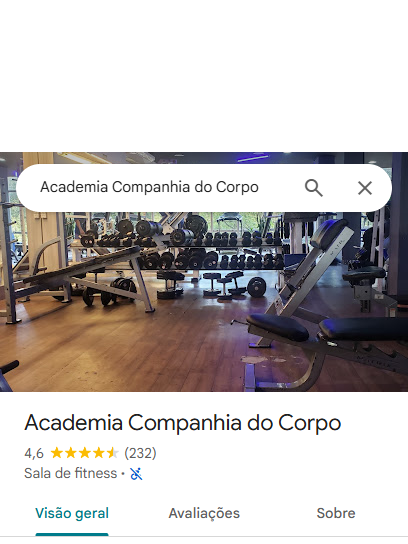 Academia Companhia do Corpo
Academia Companhia do Corpo
4,6 (232)
Sala de fitness •
Visão geral Avaliações Sobre